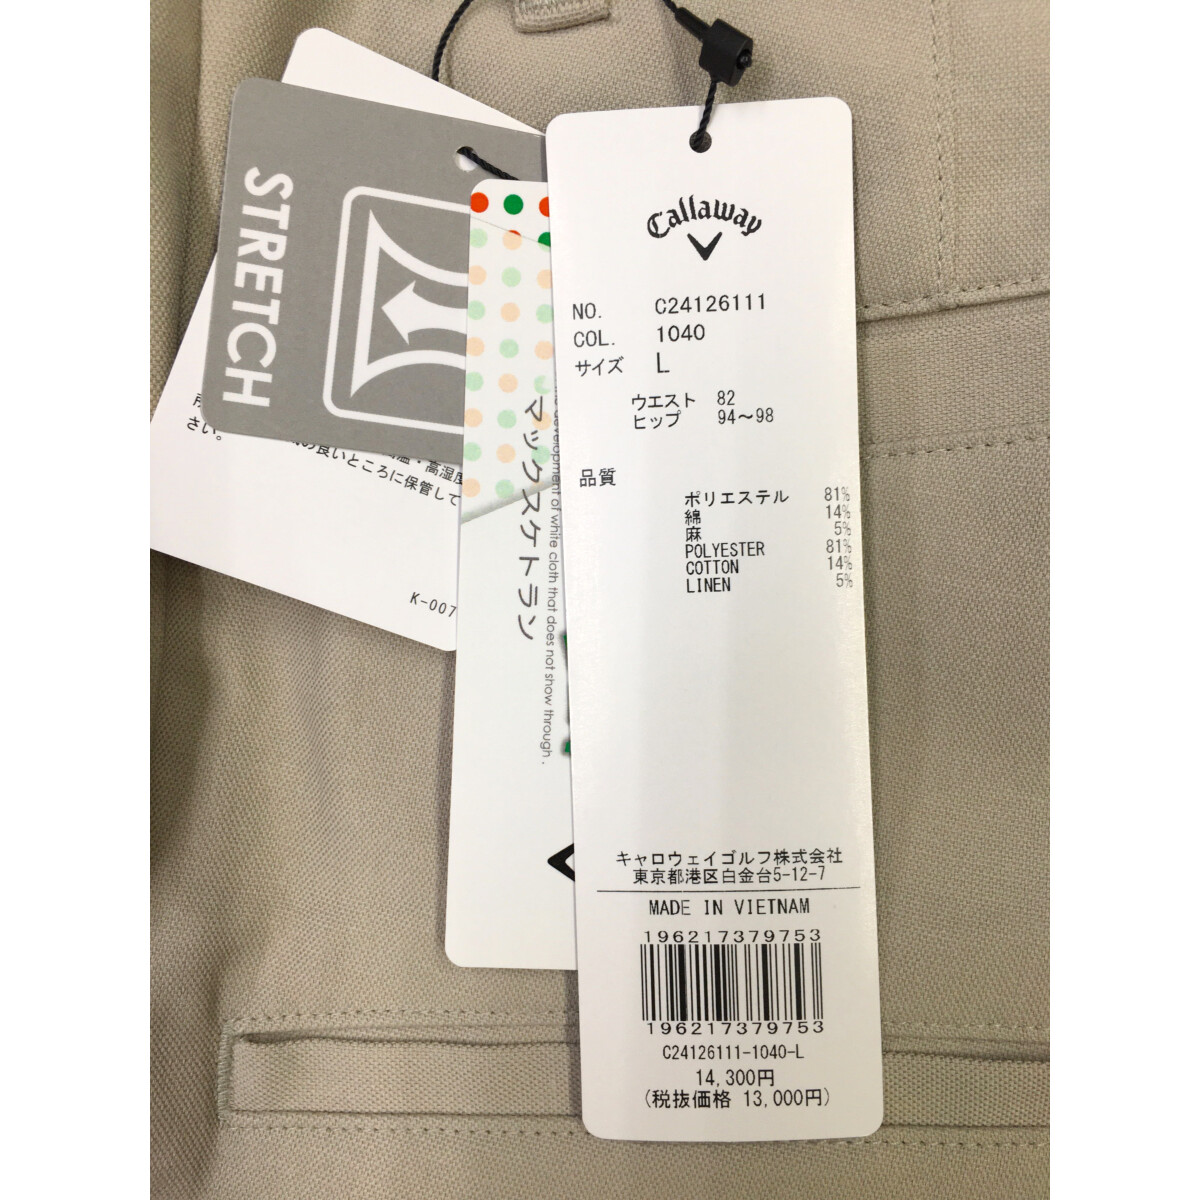 Callaway
NO. C24126111
COL. 1040
サイズ L
ウエスト 82
ヒップ 94～98
品質
ポリエステル 81%
綿 14%
麻 5%
POLYESTER 81%
COTTON 14%
LINEN 5%
キャロウェイゴルフ株式会社
東京都港区白金台5-12-7
MADE IN VIETNAM
196217379753
196217379753
C24126111-1040-L
14,300円
(税抜価格 13,000円)
STRETCH
マックスケトラン
development of white cloth that does not show through.
・高湿度
の良いところに保管して
さい。
K-007